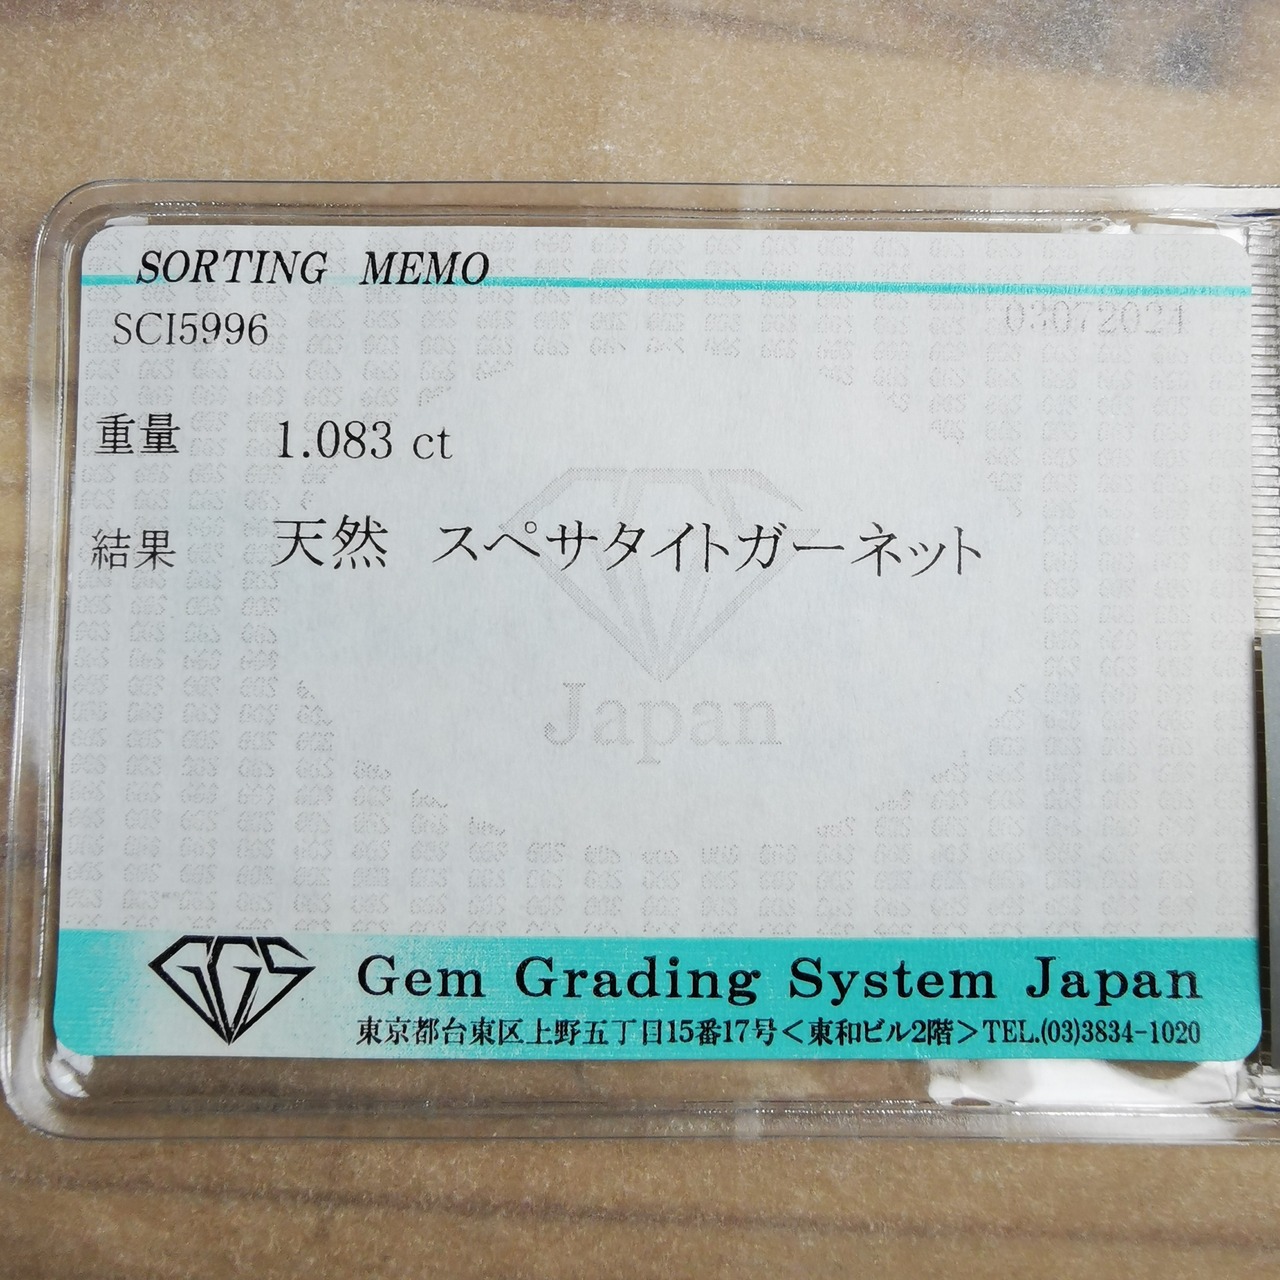 SORTING MEMO
SCI5996
03072024
重量 1.083 ct
結果 天然 スペサタイトガーネット
Japan
GGS
Gem Grading System Japan
東京都台東区上野五丁目15番17号＜東和ビル2階＞TEL.(03)3834-1020